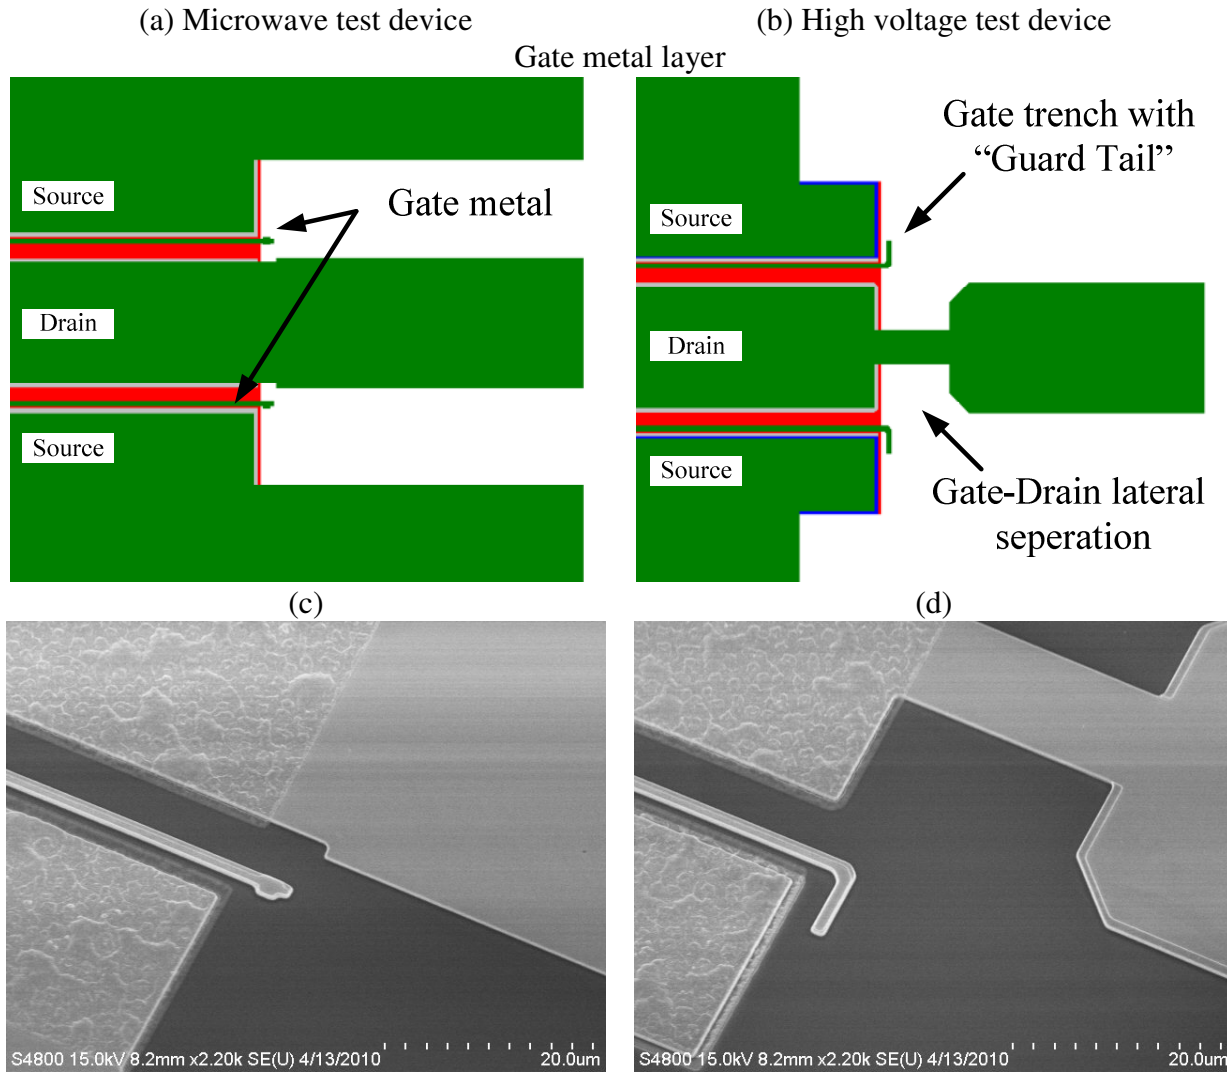 (a) Microwave test device
(b) High voltage test device
Gate metal layer
Source
Gate metal
Drain
Source
Gate trench with
“Guard Tail”
Source
Drain
Source
Gate-Drain lateral
seperation
(c)
(d)
S4800 15.0kV 8.2mm x2.20k SE(U) 4/13/2010
20.0um
S4800 15.0kV 8.2mm x2.20k SE(U) 4/13/2010
20.0um